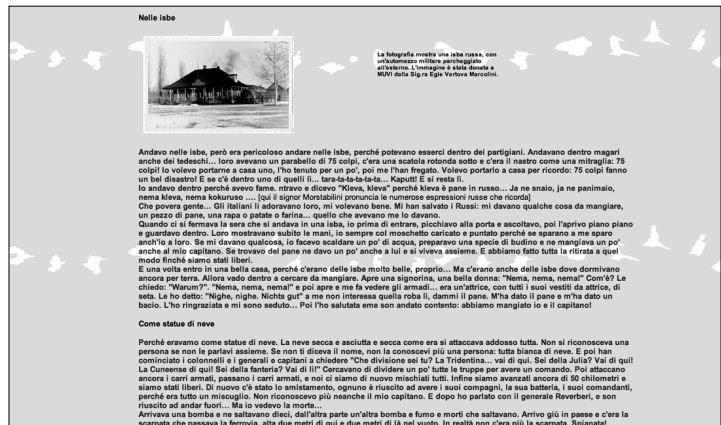 Nelle isbe
La fotografia mostra una isba russa, con
un'automezzo militare parcheggiato
all'esterno. L'immagine è stata donata a
MUVI dalla Sig.ra Egle Vertova Marcolini.
Andavo nelle isbe, però era pericoloso andare nelle isbe, perché potevano esserci dentro dei partigiani. Andavano dentro magari
anche dei tedeschi... loro avevano un parabello di 75 colpi, c'era una scatola rotonda sotto e c'era il nastro come una mitraglia: 75
colpi! Io volevo portarne a casa uno, l'ho tenuto per un po', poi me l'han fregato. Volevo portarlo a casa per ricordo: 75 colpi fanno
un bel disastro! E se c'è dentro uno di quelli lì... tara-ta-ta-ta-ta... Kaputt! E si resta lì.
Io andavo dentro perché avevo fame. ntravo e dicevo "Kleva, kleva" perché kleva è pane in russo... Ja ne snaio, ja ne panimaio,
nema kleva, nema kokuruso .... [qui il signor Morstabilini pronuncia le numerose espressioni russe che ricorda]
Che povera gente... Gli italiani li adoravano loro, mi volevano bene. Mi han salvato i Russi: mi davano qualche cosa da mangiare,
un pezzo di pane, una rapa o patate o farina... quello che avevano me lo davano.
Quando ci si fermava la sera che si andava in una isba, io prima di entrare, picchiavo alla porta e ascoltavo, poi l'aprivo piano piano
e guardavo dentro. Loro mostravano subito le mani, io sempre col moschetto caricato e puntato perché se sparano a me sparo
anch'io a loro. Se mi davano qualcosa, io facevo scaldare un po' di acqua, preparavo una specie di budino e ne mangiava un po'
anche al mio capitano. Se trovavo del pane ne davo un po' anche a lui e si viveva assieme. E abbiamo fatto tutta la ritirata a quel
modo finché siamo stati liberi.
E una volta entro in una bella casa, perché c'erano delle isbe molto belle, proprio... Ma c'erano anche delle isbe dove dormivano
ancora per terra. Allora vado dentro a cercare da mangiare. Apre una signorina, una bella donna: "Nema, nema, nema!" Com'è? Le
chiedo: "Warum?". "Nema, nema, nema!" e poi apre e me fa vedere gli armadi... era un'attrice, con tutti i suoi vestiti da attrice, di
seta. Le ho detto: "Nighe, nighe. Nichts gut" a me non interessa quella roba lì, dammi il pane. M'ha dato il pane e m'ha dato un
bacio. L'ho ringraziata e mi sono seduto... Poi l'ho salutata eme son andato contento: abbiamo mangiato io e il capitano!
Come statue di neve
Perché eravamo come statue di neve. La neve secca e asciutta e secca come era si attaccava addosso tutta. Non si riconosceva una
persona se non le parlavi assieme. Se non ti diceva il nome, non la conoscevi più una persona: tutta bianca di neve. E poi han
cominciato i colonnelli e i generali e capitani a chiedere "Che divisione sei tu? La Tridentina... vai di qui. Sei della Julia? Vai di qui!
La Cuneense di qui! Sei della fanteria? Vai di lì!" Cercavano di dividere un po' tutte le truppe per avere un comando. Poi attaccano
ancora i carri armati, passano i carri armati, e noi ci siamo di nuovo mischiati tutti. Infine siamo avanzati ancora di 50 chilometri e
siamo stati liberi. Di nuovo c'è stato lo smistamento, ognuno è riuscito ad avere i suoi compagni, la sua batteria, i suoi comandanti,
perché era tutto un miscuglio. Non riconoscevo più neanche il mio capitano. E dopo ho parlato con il generale Reverberi, e son
riuscito ad andar fuori... Ma io vedevo la morte...
Arrivava una bomba e ne saltavano dieci, dall'altra parte un'altra bomba e fumo e morti che saltavano. Arrivo giù in paese e c'era la
scarpata che passava la ferrovia, alta due metri di qui e due metri di là nel vuoto. In realtà non c'era più la scarpata. Spianata!